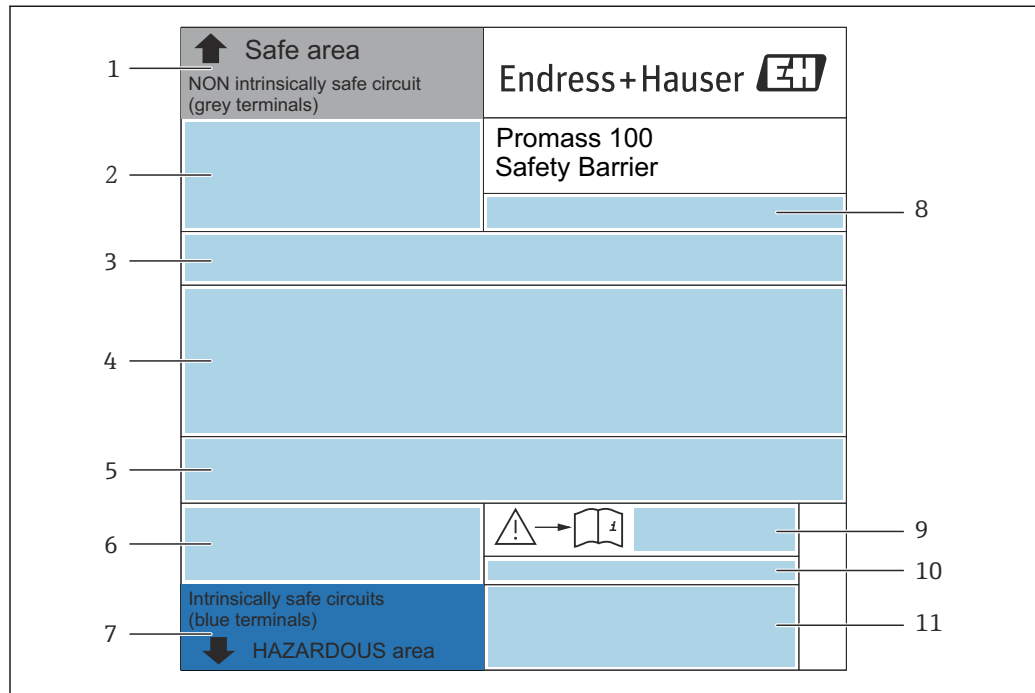 Safe area
NON intrinsically safe circuit
(grey terminals)
Endress+Hauser EH
Promass 100
Safety Barrier
1
2
3
4
5
6
7
8
9
10
11
i
Intrinsically safe circuits
(blue terminals)
HAZARDOUS area